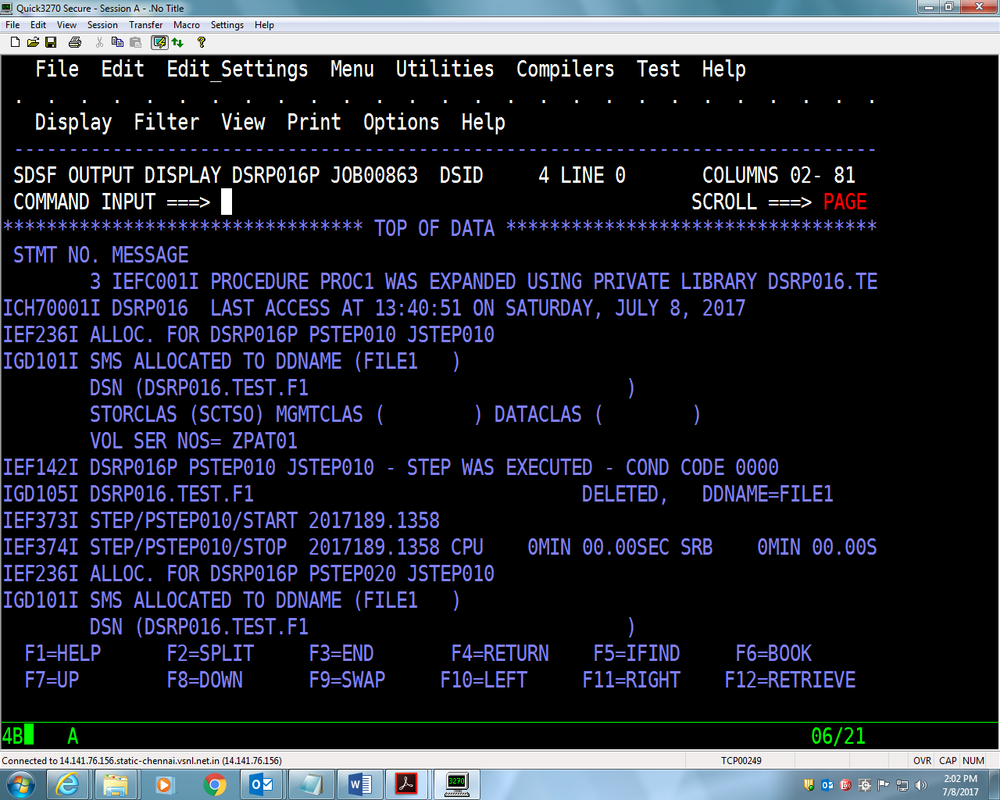 Quick3270 Secure - Session A - .No Title
File Edit View Session Transfer Macro Settings Help
File Edit Edit_Settings Menu Utilities Compilers Test Help
. . . . . . . . . . . . . . . . . . . . . . . . . . .
Display Filter View Print Options Help
-------------------------------------------------------------------------------
SDSF OUTPUT DISPLAY DSRP016P JOB00863 DSID 4 LINE 0 COLUMNS 02- 81
COMMAND INPUT ===> SCROLL ===> PAGE
********************************* TOP OF DATA **********************************
STMT NO. MESSAGE
3 IEFC001I PROCEDURE PROC1 WAS EXPANDED USING PRIVATE LIBRARY DSRP016.TE
ICH70001I DSRP016 LAST ACCESS AT 13:40:51 ON SATURDAY, JULY 8, 2017
IEF236I ALLOC. FOR DSRP016P PSTEP010 JSTEP010
IGD101I SMS ALLOCATED TO DDNAME (FILE1 )
DSN (DSRP016.TEST.F1 )
STORCLAS (SCTSO) MGMTCLAS ( ) DATACLAS ( )
VOL SER NOS= ZPAT01
IEF142I DSRP016P PSTEP010 JSTEP010 - STEP WAS EXECUTED - COND CODE 0000
IGD105I DSRP016.TEST.F1 DELETED, DDNAME=FILE1
IEF373I STEP/PSTEP010/START 2017189.1358
IEF374I STEP/PSTEP010/STOP 2017189.1358 CPU 0MIN 00.00SEC SRB 0MIN 00.00S
IEF236I ALLOC. FOR DSRP016P PSTEP020 JSTEP010
IGD101I SMS ALLOCATED TO DDNAME (FILE1 )
DSN (DSRP016.TEST.F1 )
F1=HELP F2=SPLIT F3=END F4=RETURN F5=IFIND F6=BOOK
F7=UP F8=DOWN F9=SWAP F10=LEFT F11=RIGHT F12=RETRIEVE
4B A 06/21
Connected to 14.141.76.156.static-chennai.vsnl.net.in (14.141.76.156) TCP00249 OVR CAP NUM
3270
2:02 PM
7/8/2017